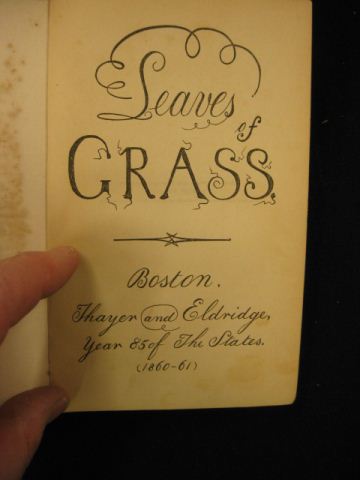 Leaves
of
GRASS.
Boston.
Thayer and Eldridge,
Year 85 of The States.
(1860-61)